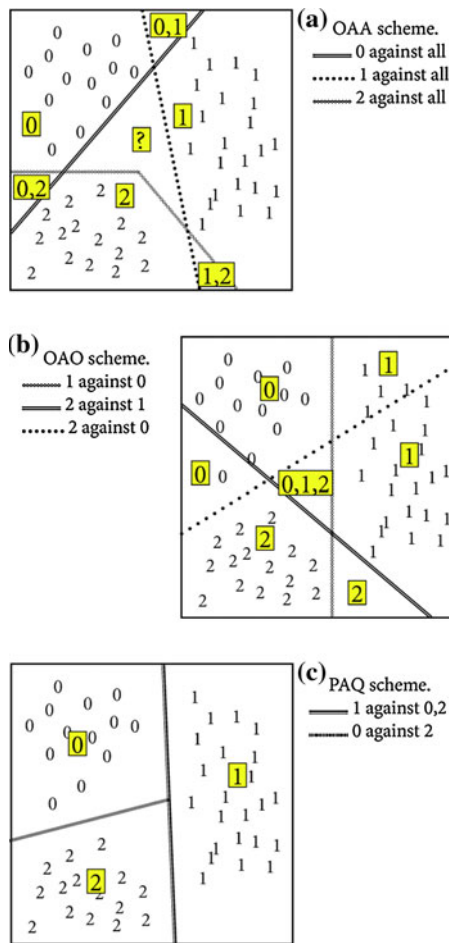 (a)
OAA scheme.
0 against all
1 against all
2 against all
0,1
0
1
?
0,2
2
1,2
(b)
OAO scheme.
1 against 0
2 against 1
2 against 0
1
0
1
0
0,1,2
2
2
(c)
PAQ scheme.
1 against 0,2
0 against 2
0
1
2